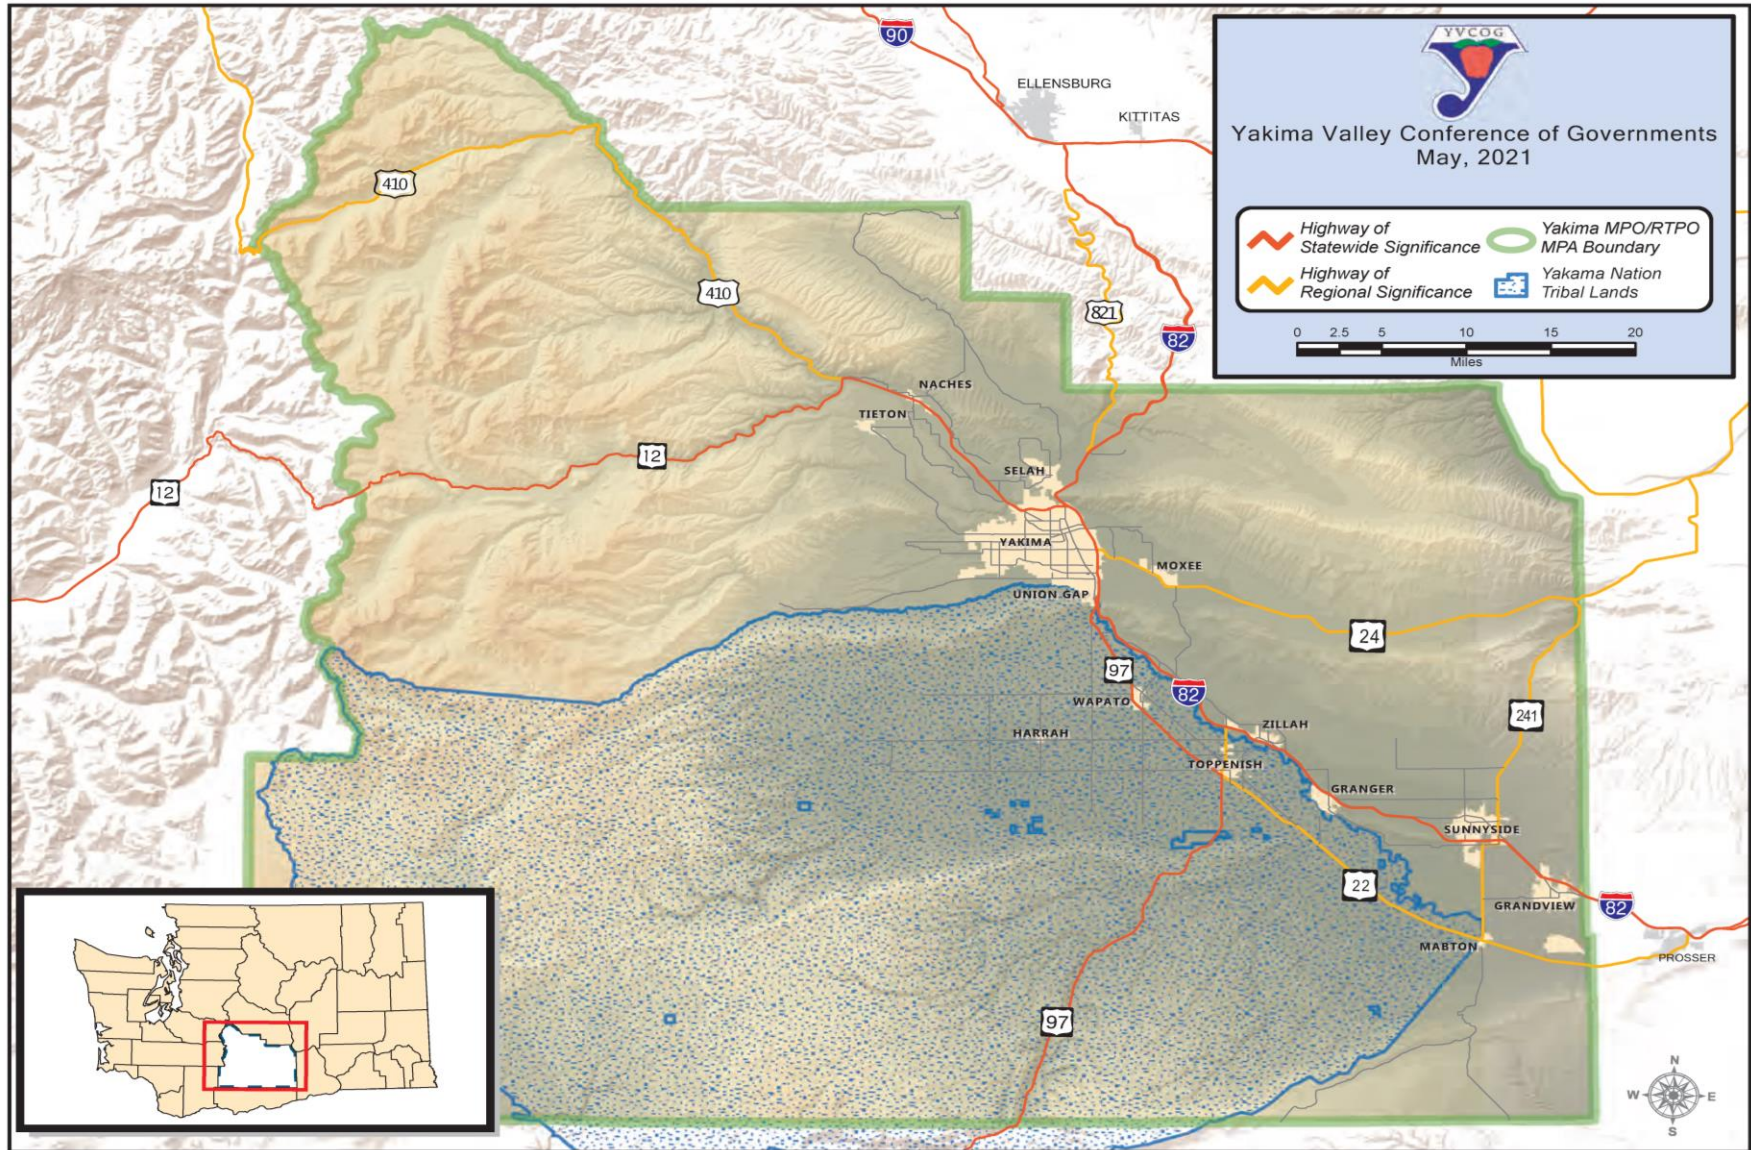 YVCOG
Yakima Valley Conference of Governments
May, 2021
Highway of
Statewide Significance
Yakima MPO/RTPO
MPA Boundary
Highway of
Regional Significance
Yakama Nation
Tribal Lands
0 2.5 5 10 15 20
Miles
90
ELLENSBURG
KITTITAS
410
410
821
82
NACHES
TIETON
12
12
SELAH
YAKIMA
MOXEE
UNION GAP
24
97
82
WAPATO
ZILLAH
241
HARRAH
TOPPENISH
GRANGER
SUNNYSIDE
22
GRANDVIEW
82
MABTON
PROSSER
97
N
W E
S